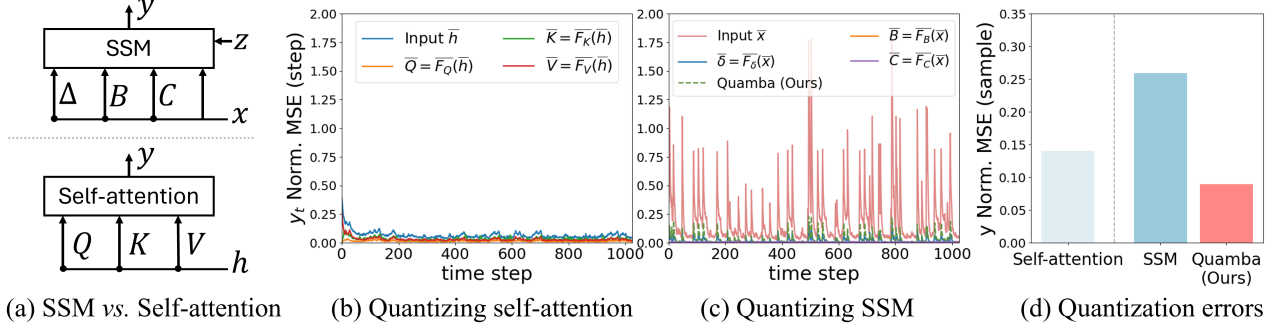 y
SSM
z
Δ B C
x
y
Self-attention
Q K V
h
(a) SSM vs. Self-attention
y_t Norm. MSE (step)
2.00
1.75
1.50
1.25
1.00
0.75
0.50
0.25
0.00
Input h̅
Q̅ = F̅_Q(h̅)
K̅ = F̅_K(h̅)
V̅ = F̅_V(h̅)
0 200 400 600 800 1000
time step
(b) Quantizing self-attention
2.00
1.75
1.50
1.25
1.00
0.75
0.50
0.25
0.00
Input x̅
δ̅ = F̅_δ(x̅)
Quamba (Ours)
B̅ = F̅_B(x̅)
C̅ = F̅_C(x̅)
0 200 400 600 800 1000
time step
(c) Quantizing SSM
y Norm. MSE (sample)
0.35
0.30
0.25
0.20
0.15
0.10
0.05
0.00
Self-attention SSM Quamba
(Ours)
(d) Quantization errors